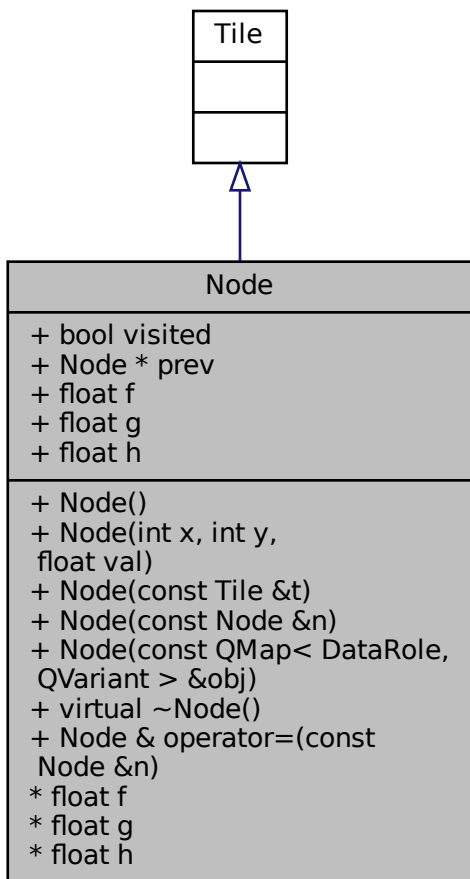 Tile
Node
+ bool visited
+ Node * prev
+ float f
+ float g
+ float h
+ Node()
+ Node(int x, int y,
float val)
+ Node(const Tile &t)
+ Node(const Node &n)
+ Node(const QMap< DataRole,
QVariant > &obj)
+ virtual ~Node()
+ Node & operator=(const
Node &n)
* float f
* float g
* float h